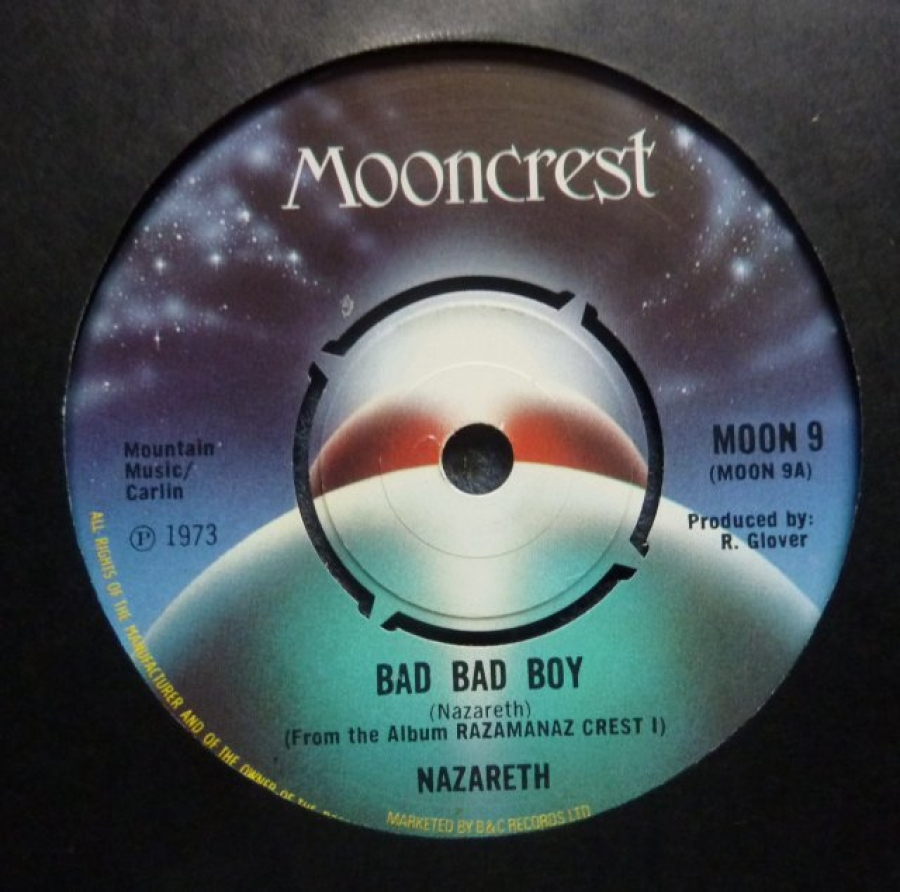 Mooncrest
Mountain
Music/
Carlin
℗ 1973
MOON 9
(MOON 9A)
Produced by:
R. Glover
BAD BAD BOY
(Nazareth)
(From the Album RAZAMANAZ CREST I)
NAZARETH
ALL RIGHTS OF THE MANUFACTURER AND OF THE OWNER OF THE
MARKETED BY B&C RECORDS LTD